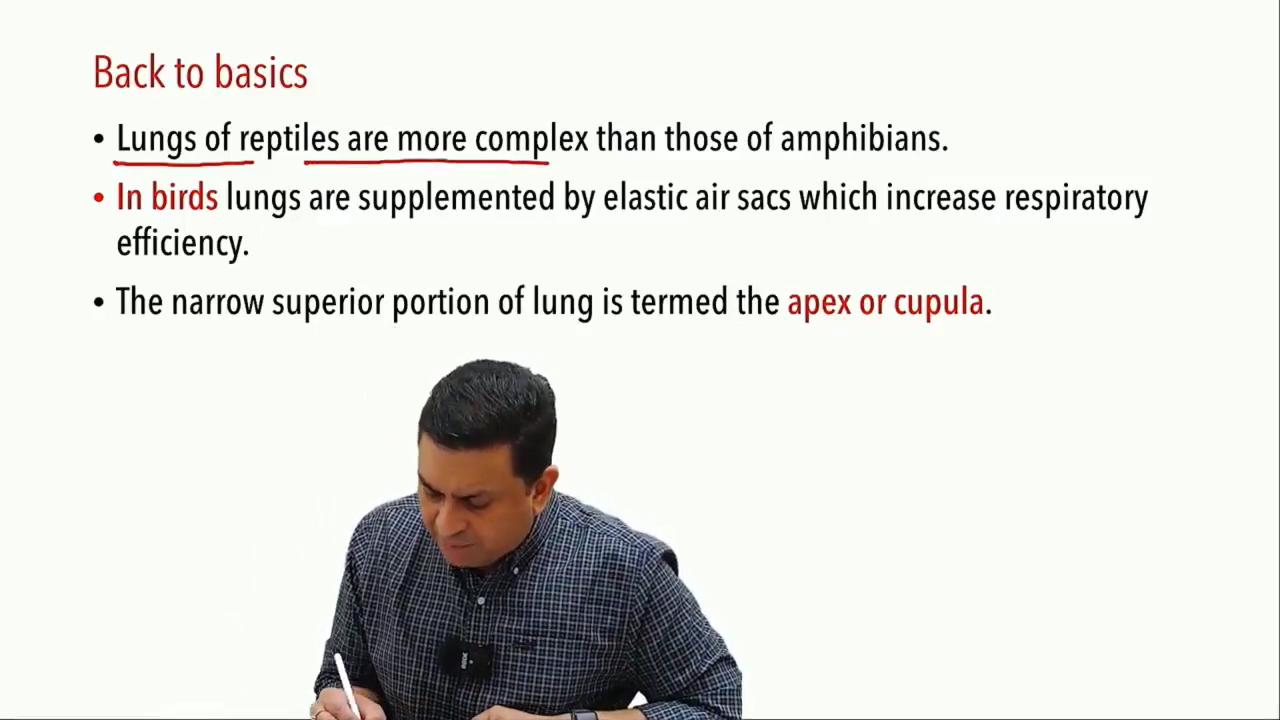 Back to basics
• Lungs of reptiles are more complex than those of amphibians.
• In birds lungs are supplemented by elastic air sacs which increase respiratory
efficiency.
• The narrow superior portion of lung is termed the apex or cupula.